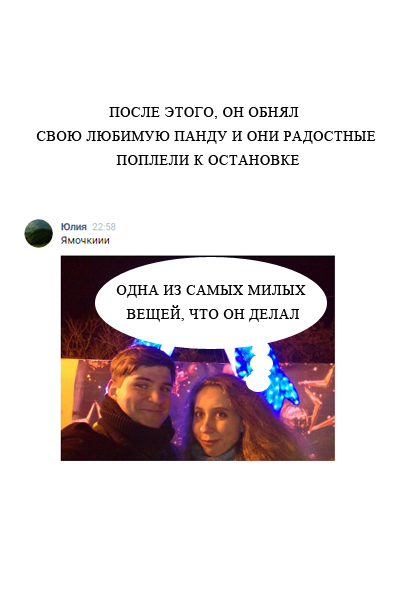 ПОСЛЕ ЭТОГО, ОН ОБНЯЛ
СВОЮ ЛЮБИМУЮ ПАНДУ И ОНИ РАДОСТНЫЕ
ПОПЛЕЛИ К ОСТАНОВКЕ
Юлия 22:58
Ямочкиии
ОДНА ИЗ САМЫХ МИЛЫХ
ВЕЩЕЙ, ЧТО ОН ДЕЛАЛ